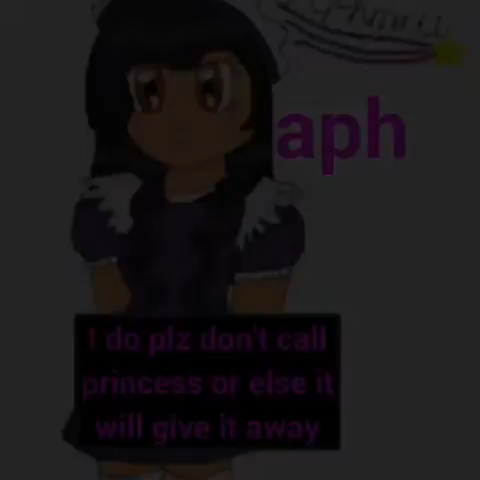 aph
I do plz don't call
princess or else it
will give it away